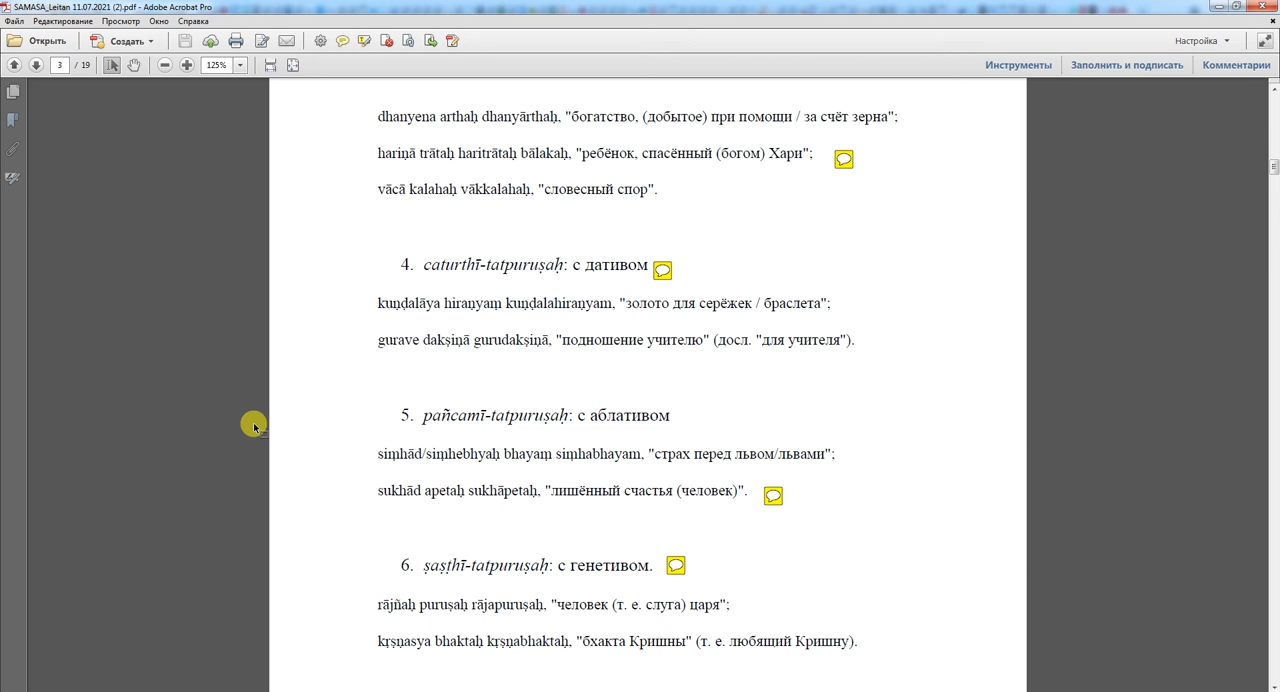 SAMASA_Leitan 11.07.2021 (2).pdf - Adobe Acrobat Pro
Файл Редактирование Просмотр Окно Справка
Открыть Создать Настройка
3 / 19 125% Инструменты Заполнить и подписать Комментарии
dhanyena arthaḥ dhanyārthaḥ, "богатство, (добытое) при помощи / за счёт зерна";
hariṇā trātaḥ haritrātaḥ bālakaḥ, "ребёнок, спасённый (богом) Хари";
vācā kalahaḥ vākkalahaḥ, "словесный спор".
4. caturthī-tatpuruṣaḥ: с дативом
kuṇḍalāya hiraṇyaṃ kuṇḍalahiraṇyam, "золото для серёжек / браслета";
gurave dakṣiṇā gurudakṣiṇā, "подношение учителю" (досл. "для учителя").
5. pañcamī-tatpuruṣaḥ: с аблативом
siṃhād/siṃhebhyaḥ bhayaṃ siṃhabhayam, "страх перед львом/львами";
sukhād apetaḥ sukhāpetaḥ, "лишённый счастья (человек)".
6. ṣaṣṭhī-tatpuruṣaḥ: с генетивом.
rājñaḥ puruṣaḥ rājapuruṣaḥ, "человек (т. е. слуга) царя";
kṛṣṇasya bhaktaḥ kṛṣṇabhaktaḥ, "бхакта Кришны" (т. е. любящий Кришну).